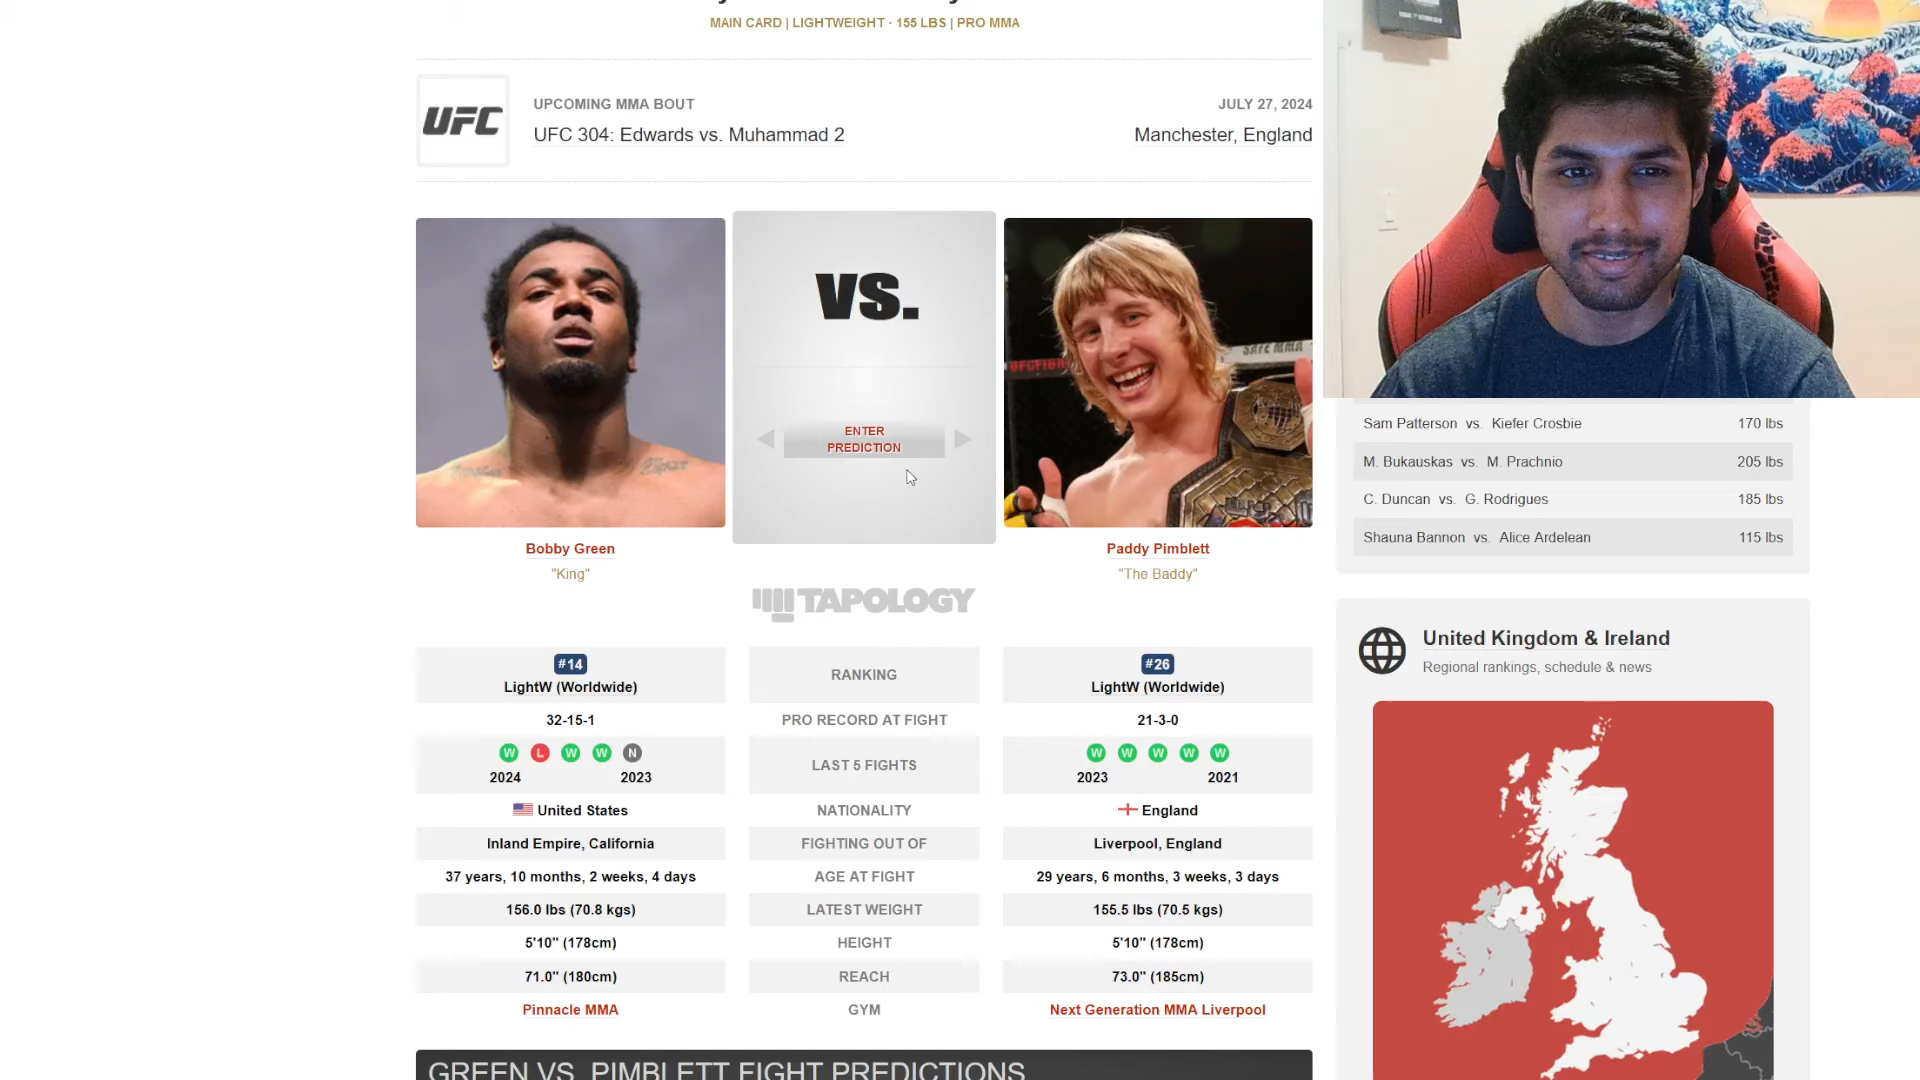 MAIN CARD | LIGHTWEIGHT · 155 LBS | PRO MMA
UFC
UPCOMING MMA BOUT
JULY 27, 2024
UFC 304: Edwards vs. Muhammad 2
Manchester, England
VS.
ENTER
PREDICTION
SAFE MMA
Bobby Green
Paddy Pimblett
"King"
"The Baddy"
TAPOLOGY
#14
LightW (Worldwide)
RANKING
#26
LightW (Worldwide)
32-15-1
PRO RECORD AT FIGHT
21-3-0
W L W W N
2024 2023
LAST 5 FIGHTS
W W W W W
2023 2021
United States
NATIONALITY
England
Inland Empire, California
FIGHTING OUT OF
Liverpool, England
37 years, 10 months, 2 weeks, 4 days
AGE AT FIGHT
29 years, 6 months, 3 weeks, 3 days
156.0 lbs (70.8 kgs)
LATEST WEIGHT
155.5 lbs (70.5 kgs)
5'10" (178cm)
HEIGHT
5'10" (178cm)
71.0" (180cm)
REACH
73.0" (185cm)
Pinnacle MMA
GYM
Next Generation MMA Liverpool
GREEN VS. PIMBLETT FIGHT PREDICTIONS
Sam Patterson vs. Kiefer Crosbie 170 lbs
M. Bukauskas vs. M. Prachnio 205 lbs
C. Duncan vs. G. Rodrigues 185 lbs
Shauna Bannon vs. Alice Ardelean 115 lbs
United Kingdom & Ireland
Regional rankings, schedule & news